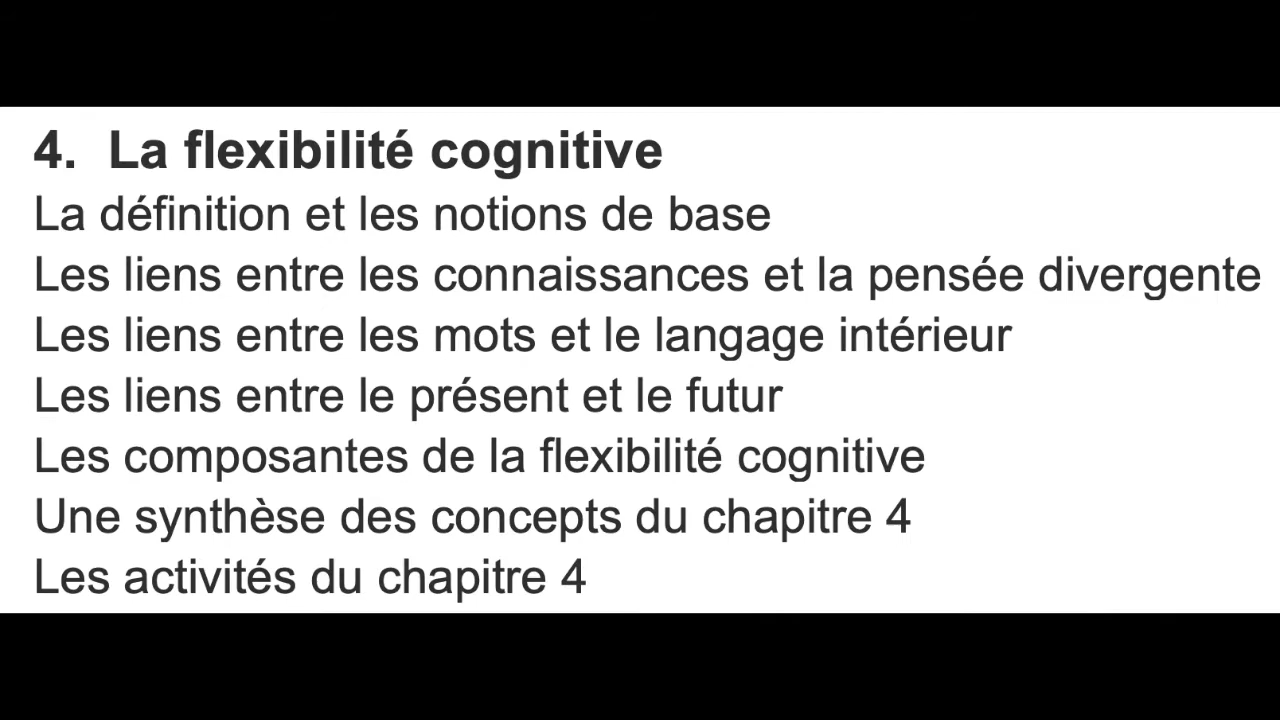 4. La flexibilité cognitive
La définition et les notions de base
Les liens entre les connaissances et la pensée divergente
Les liens entre les mots et le langage intérieur
Les liens entre le présent et le futur
Les composantes de la flexibilité cognitive
Une synthèse des concepts du chapitre 4
Les activités du chapitre 4